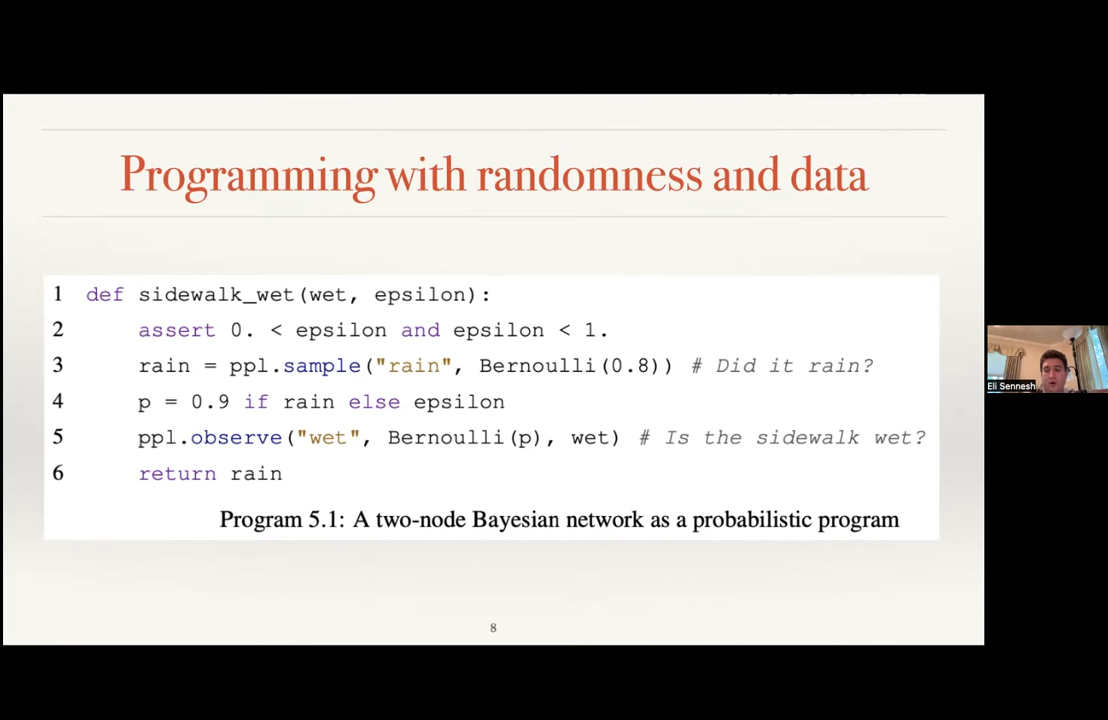 Programming with randomness and data
1 def sidewalk_wet(wet, epsilon):
2 assert 0. < epsilon and epsilon < 1.
3 rain = ppl.sample("rain", Bernoulli(0.8)) # Did it rain?
4 p = 0.9 if rain else epsilon
5 ppl.observe("wet", Bernoulli(p), wet) # Is the sidewalk wet?
6 return rain
Program 5.1: A two-node Bayesian network as a probabilistic program
8
Eli Sennesh